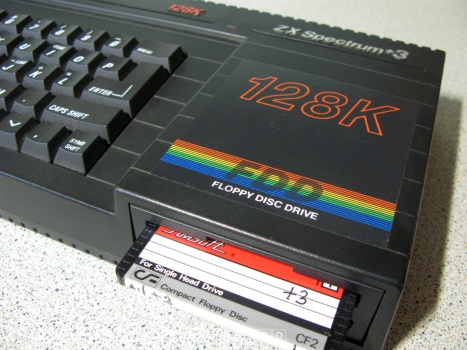 128K
ZX Spectrum +3
BREAK
ENTER
CAPS SHIFT
SYMB
SHIFT
128K
FDD
FLOPPY DISC DRIVE
+3
For Single Head Drive
CF Compact Floppy Disc
CF2